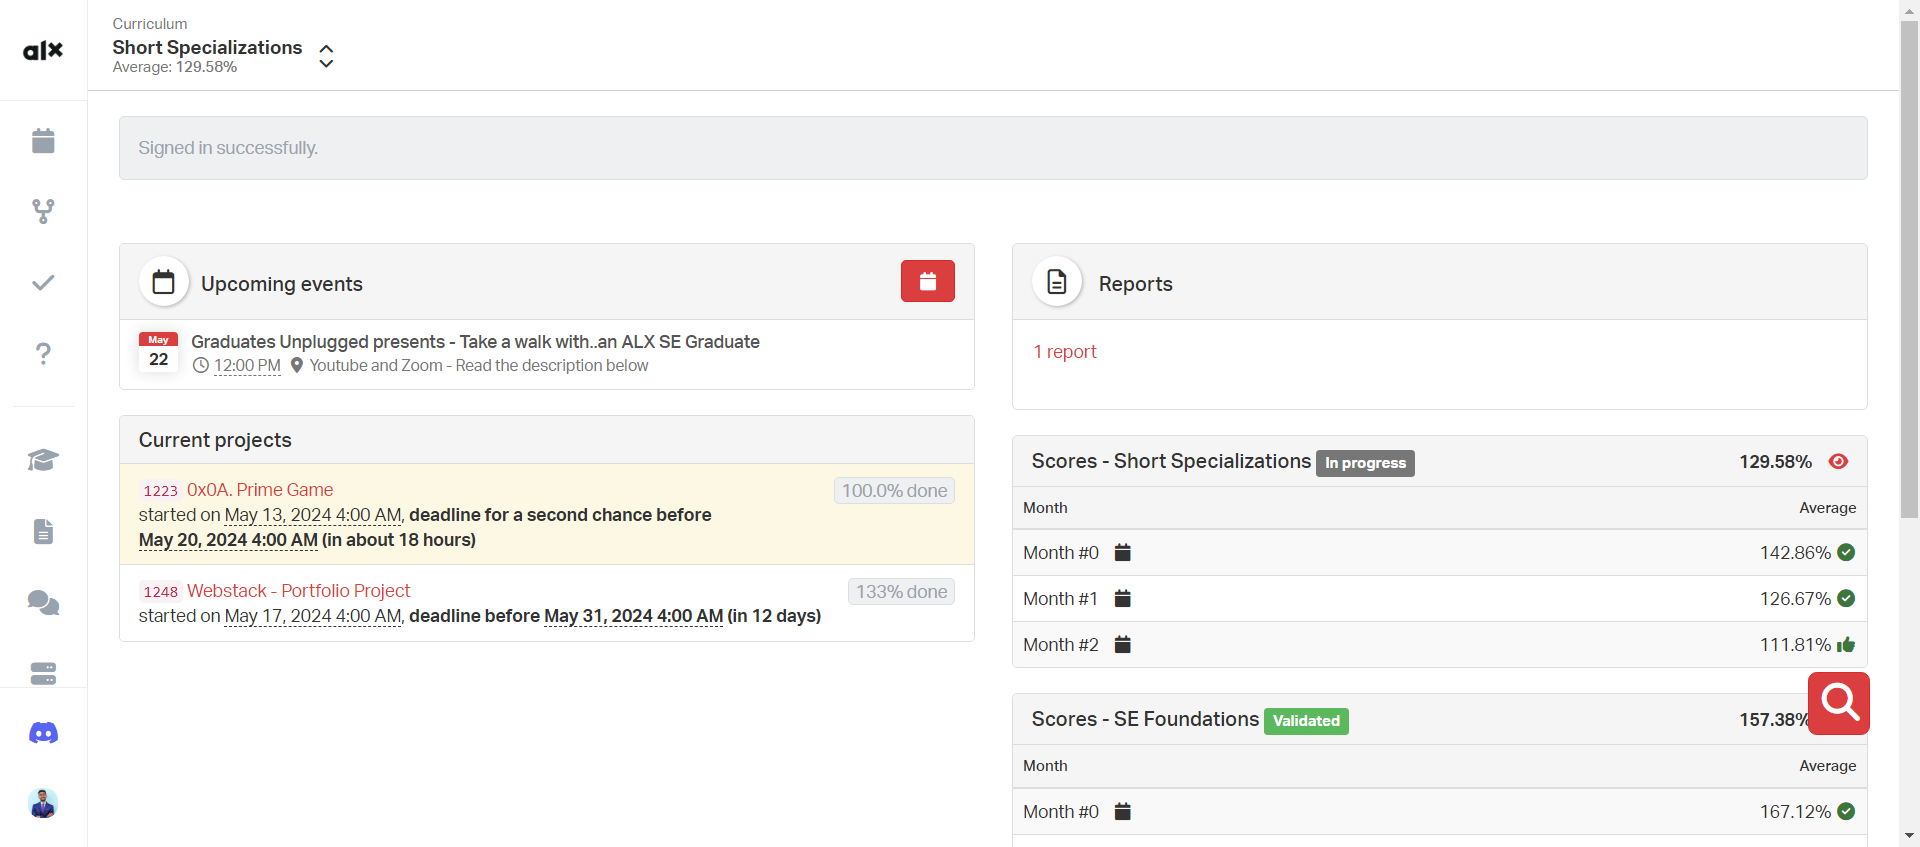 alx
Curriculum
Short Specializations
Average: 129.58%
Signed in successfully.
Upcoming events
May
22
Graduates Unplugged presents - Take a walk with..an ALX SE Graduate
12:00 PM Youtube and Zoom - Read the description below
Current projects
1223 0x0A. Prime Game
100.0% done
started on May 13, 2024 4:00 AM, deadline for a second chance before
May 20, 2024 4:00 AM (in about 18 hours)
1248 Webstack - Portfolio Project
133% done
started on May 17, 2024 4:00 AM, deadline before May 31, 2024 4:00 AM (in 12 days)
Reports
1 report
Scores - Short Specializations In progress 129.58%
Month Average
Month #0 142.86%
Month #1 126.67%
Month #2 111.81%
Scores - SE Foundations Validated 157.38%
Month Average
Month #0 167.12%